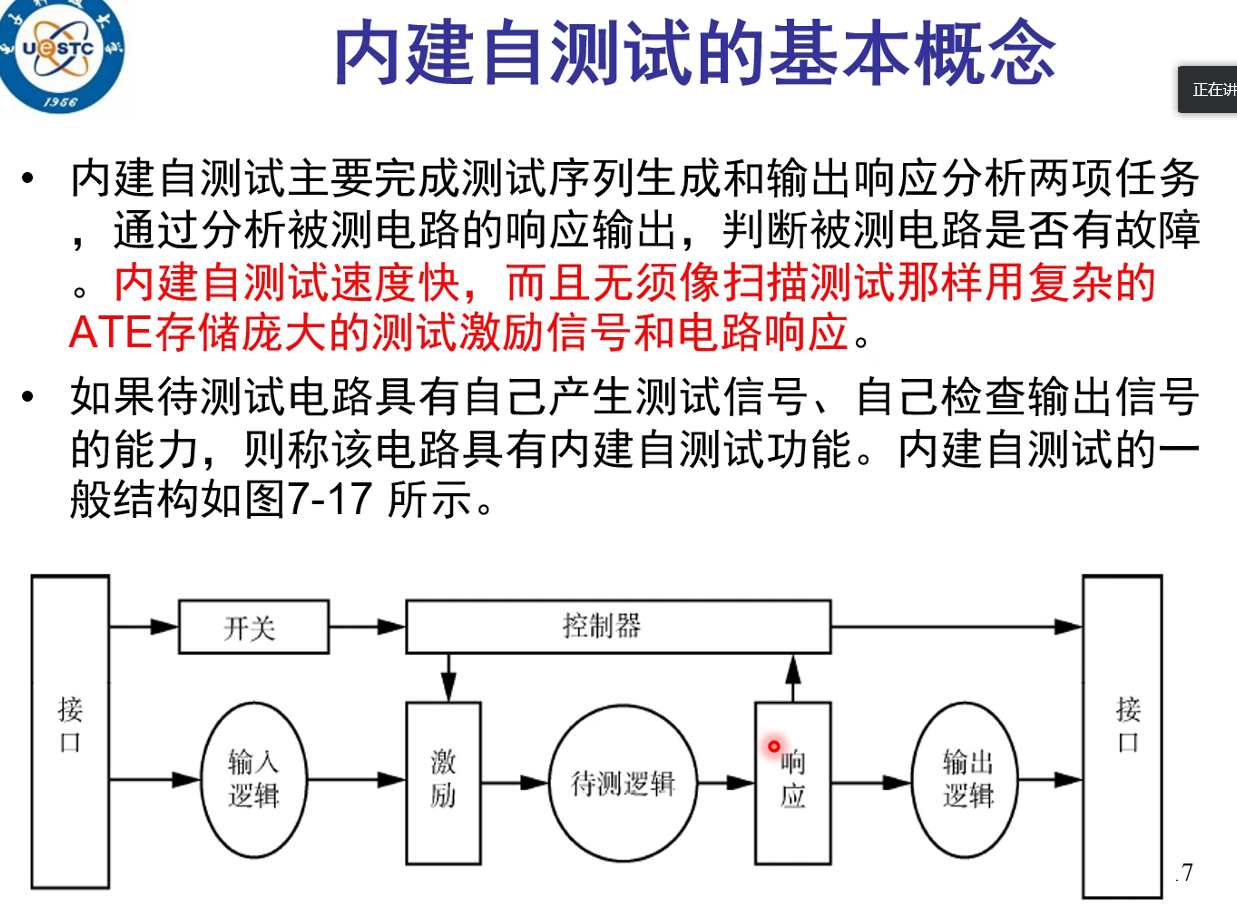 UeSTC
1956
内建自测试的基本概念
正在讲
• 内建自测试主要完成测试序列生成和输出响应分析两项任务
，通过分析被测电路的响应输出，判断被测电路是否有故障
。内建自测试速度快，而且无须像扫描测试那样用复杂的
ATE存储庞大的测试激励信号和电路响应。
• 如果待测试电路具有自己产生测试信号、自己检查输出信号
的能力，则称该电路具有内建自测试功能。内建自测试的一
般结构如图7-17 所示。
开关
控制器
接
口
输入
逻辑
激
励
待测逻辑
响
应
输出
逻辑
接
口
.7